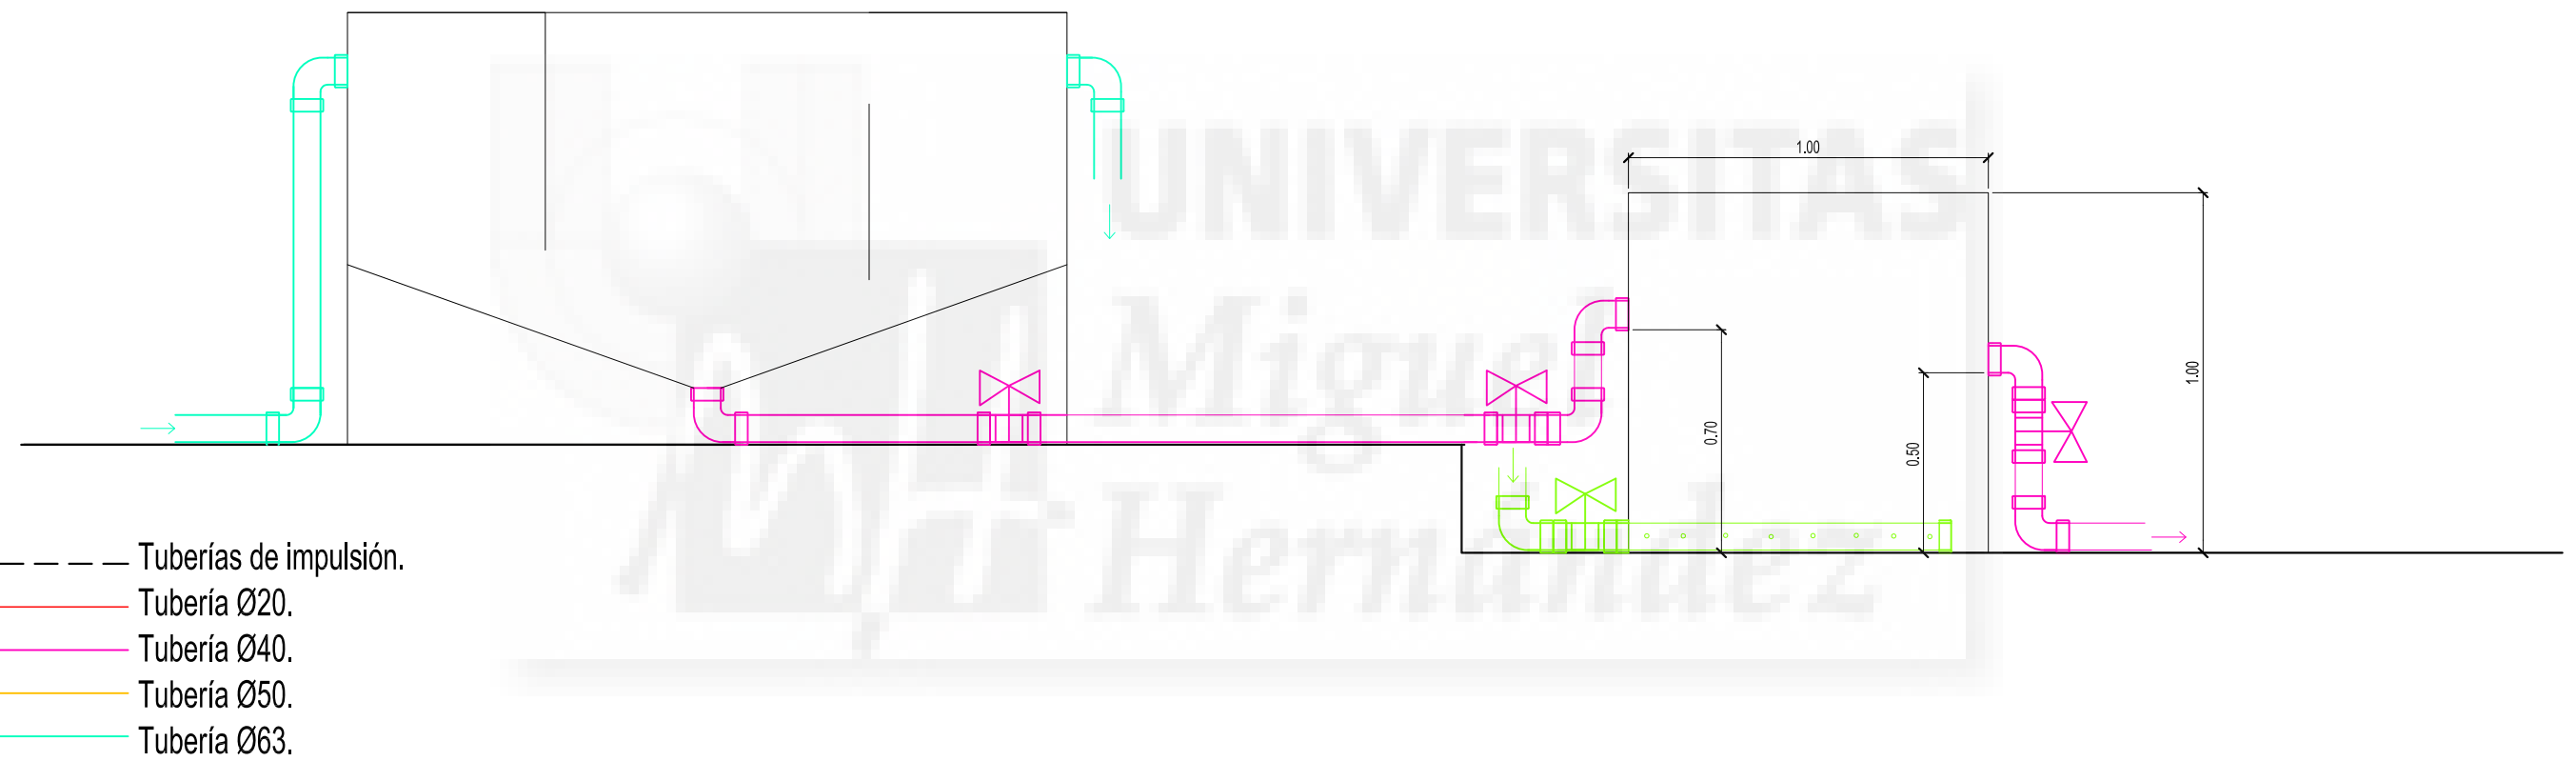 UNIVERSITAS
Miguel
Hernández
1.00
1.00
0.70
0.50
Tuberías de impulsión.
Tubería Ø20.
Tubería Ø40.
Tubería Ø50.
Tubería Ø63.